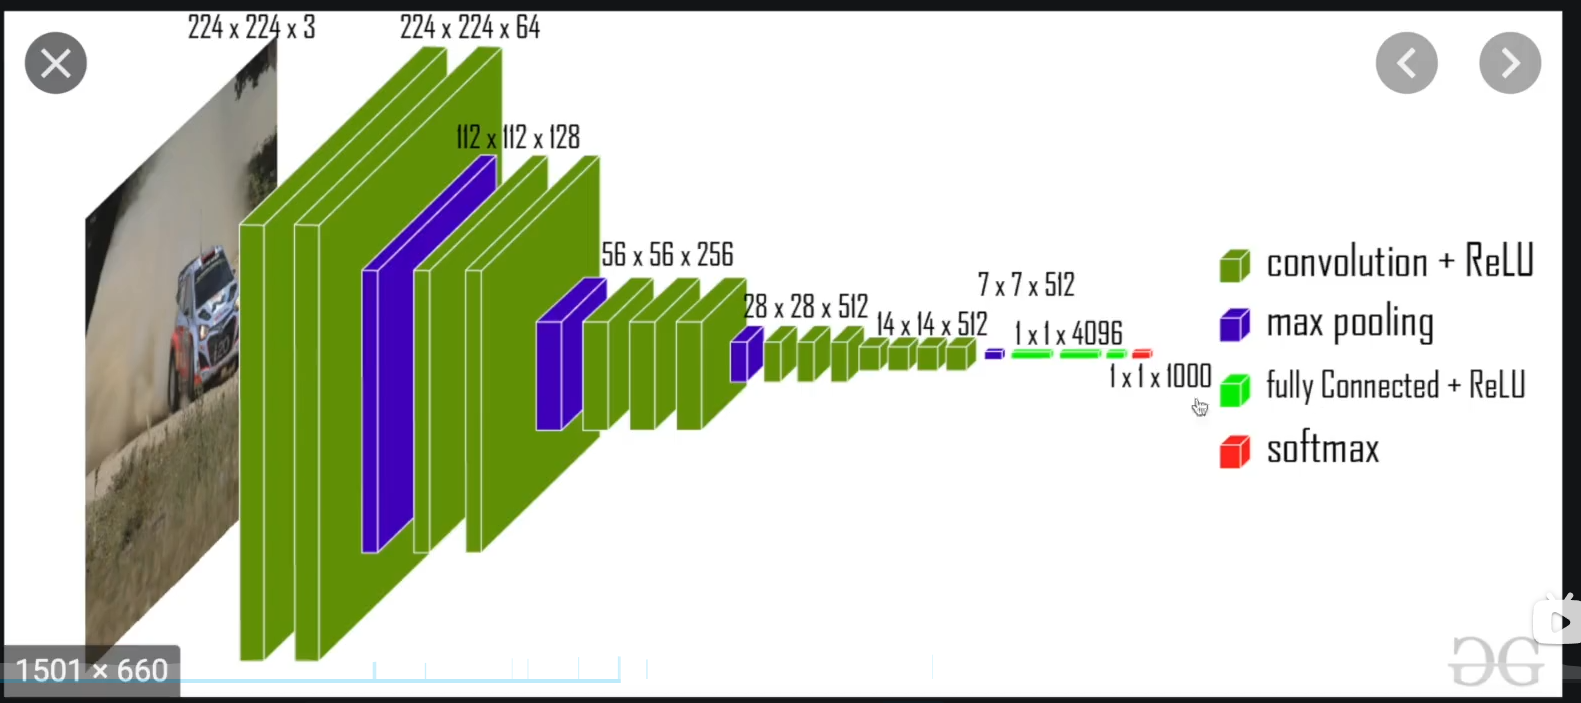 224 x 224 x 3
224 x 224 x 64
112 x 112 x 128
56 x 56 x 256
28 x 28 x 512
14 x 14 x 512
7 x 7 x 512
1 x 1 x 4096
1 x 1 x 1000
convolution + ReLU
max pooling
fully Connected + ReLU
softmax
1501 × 660